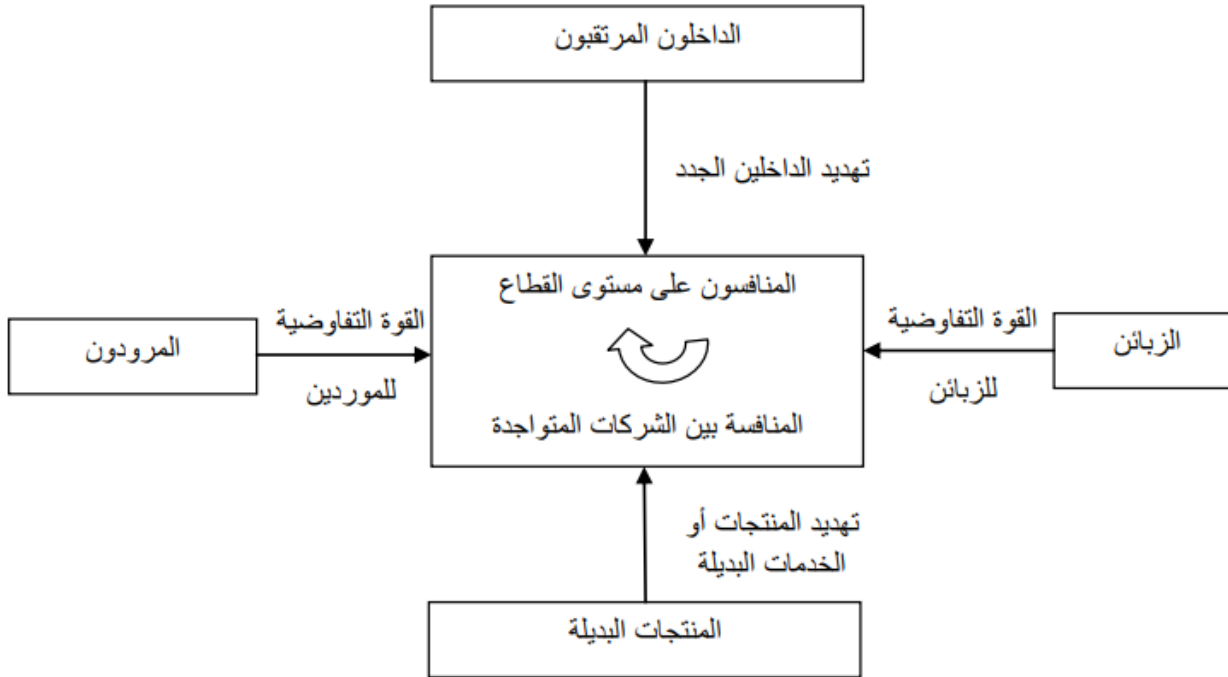 الداخلون المرتقبون
تهديد الداخلين الجدد
المنافسون على مستوى القطاع
القوة التفاوضية
الزبائن
للزبائن
القوة التفاوضية
المرودون
للموردين
المنافسة بين الشركات المتواجدة
تهديد المنتجات أو
الخدمات البديلة
المنتجات البديلة